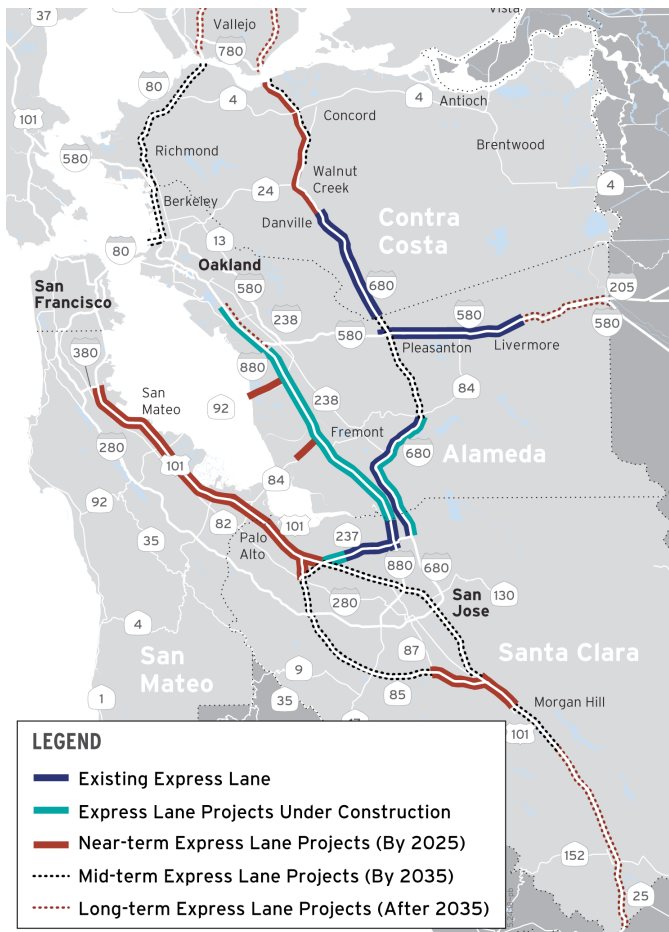 37
Vallejo
Vista
780
80
4
4
Antioch
Concord
101
Brentwood
580
Richmond
Walnut
Creek
24
4
Berkeley
Danville
Contra
Costa
13
80
Oakland
San
Francisco
580
680
205
238
580
580
580
380
Pleasanton
Livermore
880
San
Mateo
84
92
238
280
Fremont
680
Alameda
101
84
92
82
101
35
Palo
Alto
237
880
680
San
Jose
130
280
4
87
Santa Clara
San
Mateo
9
85
1
35
Morgan Hill
17
101
LEGEND
Existing Express Lane
Express Lane Projects Under Construction
Near-term Express Lane Projects (By 2025)
Mid-term Express Lane Projects (By 2035)
Long-term Express Lane Projects (After 2035)
152
25